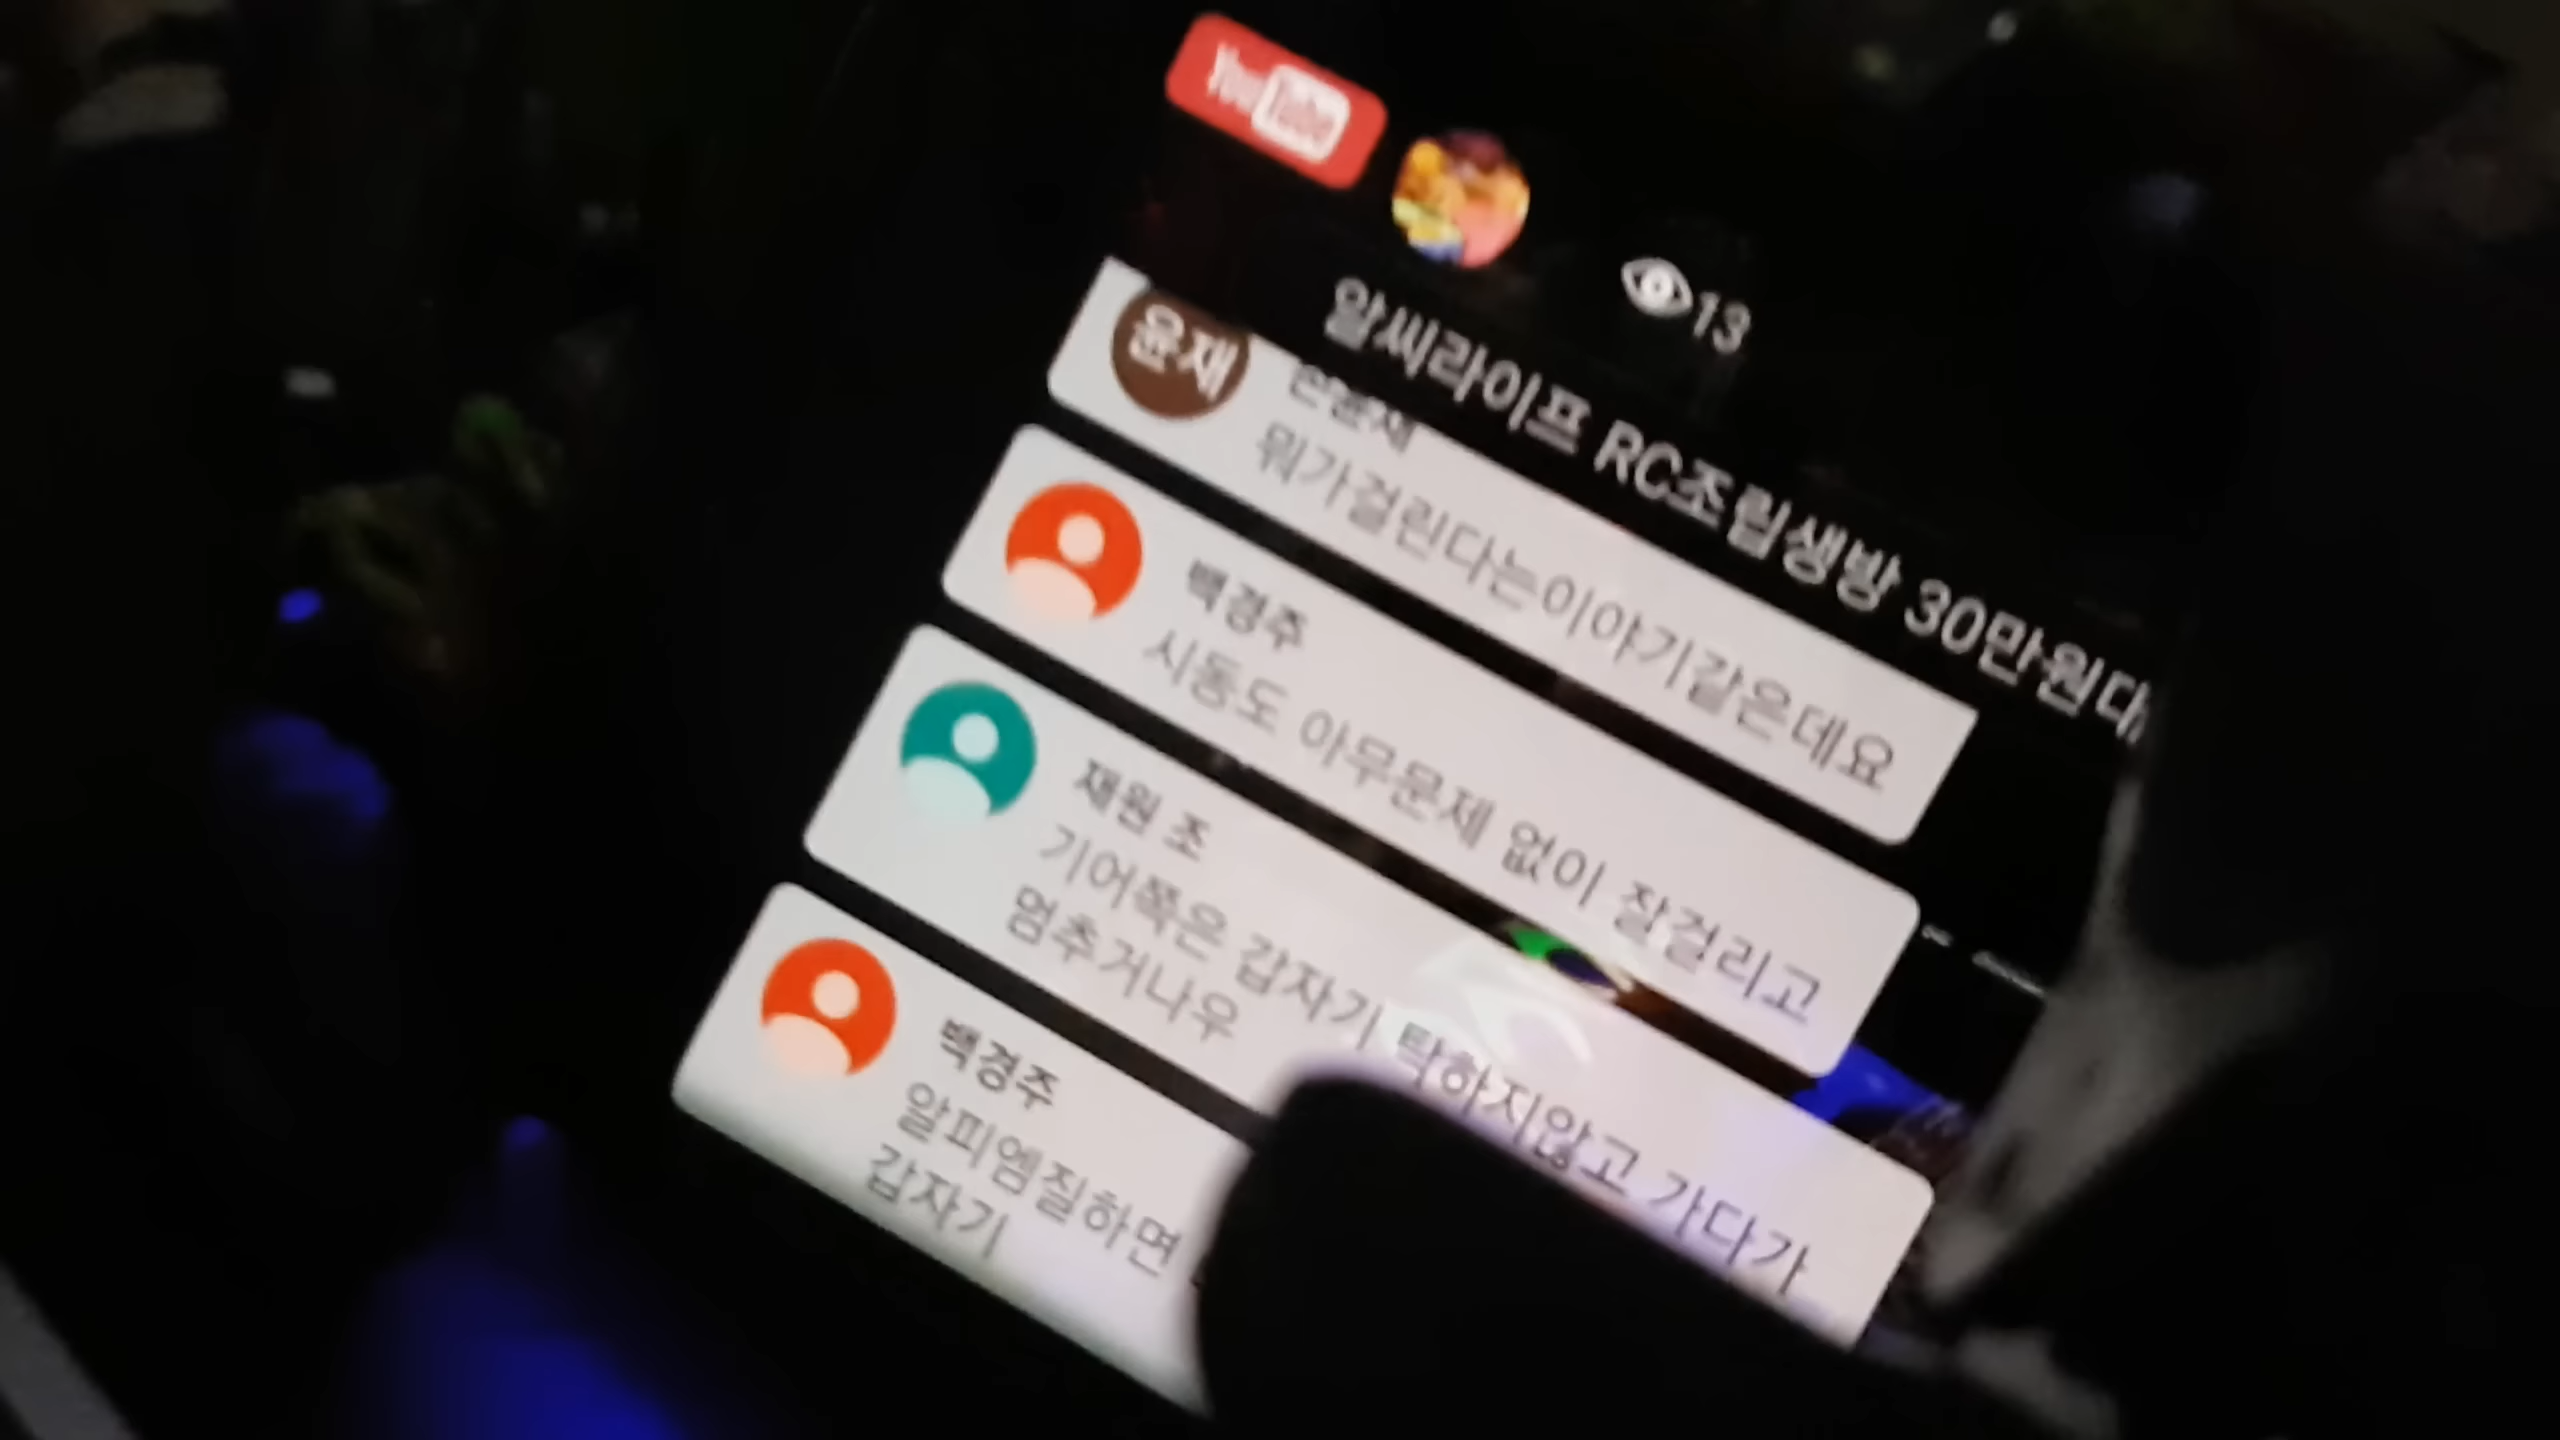 YouTube
13
알씨라이프 RC조립생방 30만원대
윤재
뭐가걸린다는이야기같은데요
백경주
시동도 아무문제 없이 잘걸리고
재원 조
기어쪽은 갑자기 탁하지않고 가다가
멈추거나우
백경주
알피엠질하면
갑자기